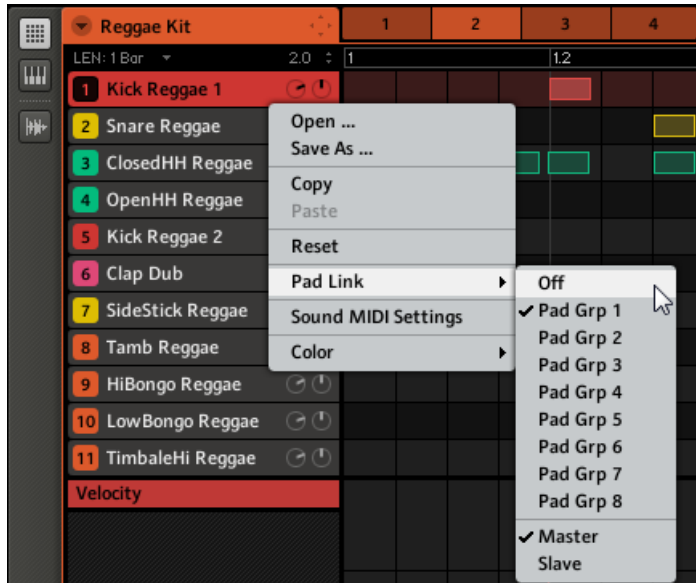 Reggae Kit 1 2 3 4
LEN: 1 Bar 2.0 1 1.2
1 Kick Reggae 1
2 Snare Reggae
3 ClosedHH Reggae
4 OpenHH Reggae
5 Kick Reggae 2
6 Clap Dub
7 SideStick Reggae
8 Tamb Reggae
9 HiBongo Reggae
10 LowBongo Reggae
11 TimbaleHi Reggae
Velocity
Open ...
Save As ...
Copy
Paste
Reset
Pad Link
Sound MIDI Settings
Color
Off
Pad Grp 1
Pad Grp 2
Pad Grp 3
Pad Grp 4
Pad Grp 5
Pad Grp 6
Pad Grp 7
Pad Grp 8
Master
Slave